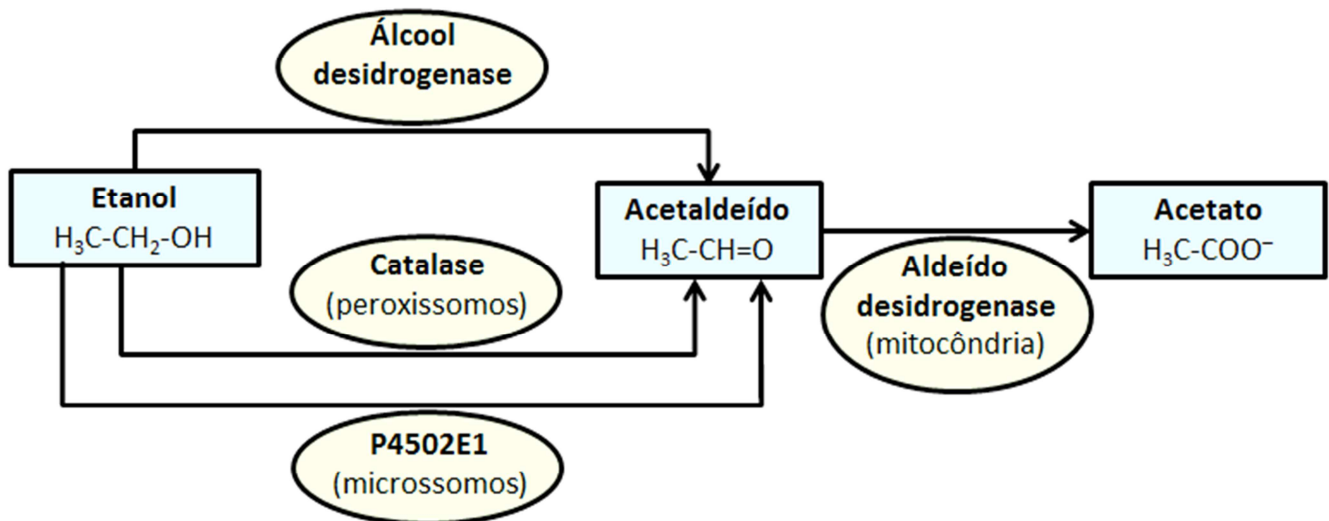 Álcool
desidrogenase
Etanol
H₃C-CH₂-OH
Acetaldeído
H₃C-CH=O
Acetato
H₃C-COO⁻
Catalase
(peroxissomos)
Aldeído
desidrogenase
(mitocôndria)
P4502E1
(microssomos)